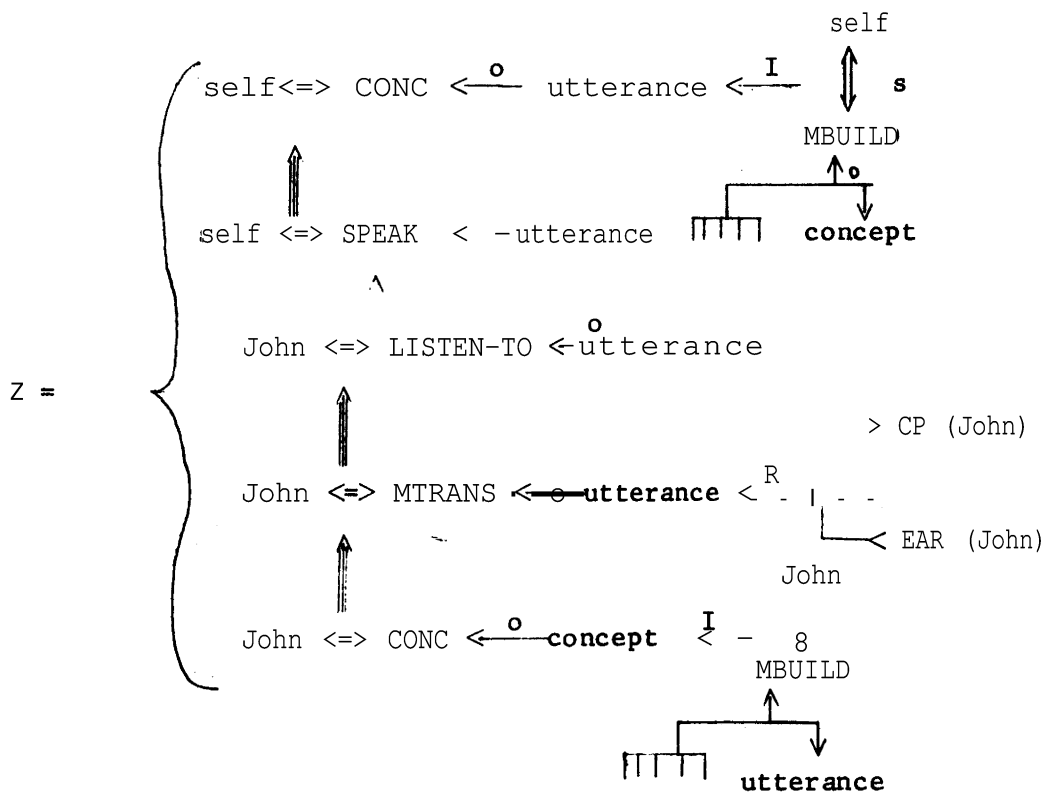 self
self<=> CONC <—o— utterance <—I— s
MBUILD
o
self <=> SPEAK < -utterance concept
o
John <=> LISTEN-TO <-utterance
Z =
> CP (John)
John <=> MTRANS <—o—utterance <R- - | - -
EAR (John)
John
John <=> CONC <—o—concept <I - 8
MBUILD
utterance